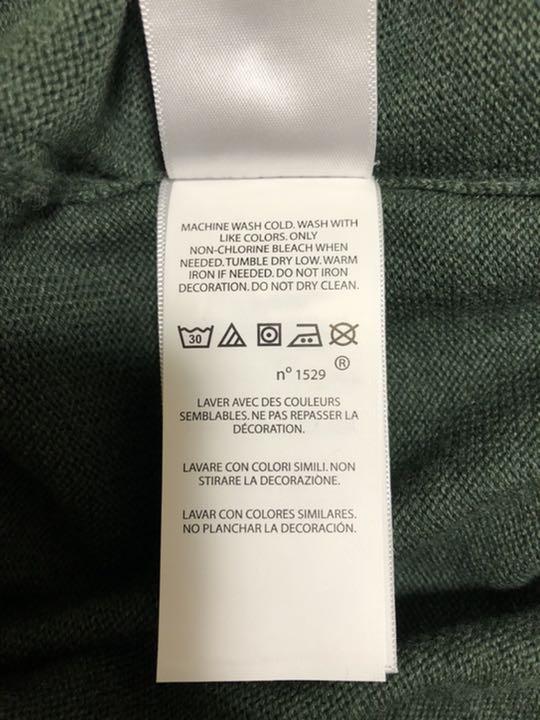 MACHINE WASH COLD. WASH WITH
LIKE COLORS. ONLY
NON-CHLORINE BLEACH WHEN
NEEDED. TUMBLE DRY LOW. WARM
IRON IF NEEDED. DO NOT IRON
DECORATION. DO NOT DRY CLEAN.
30
nº 1529 ®
LAVER AVEC DES COULEURS
SEMBLABLES. NE PAS REPASSER LA
DÉCORATION.
LAVARE CON COLORI SIMILI. NON
STIRARE LA DECORAZIÒNE.
LAVAR CON COLORES SIMILARES.
NO PLANCHAR LA DECORACIÓN.